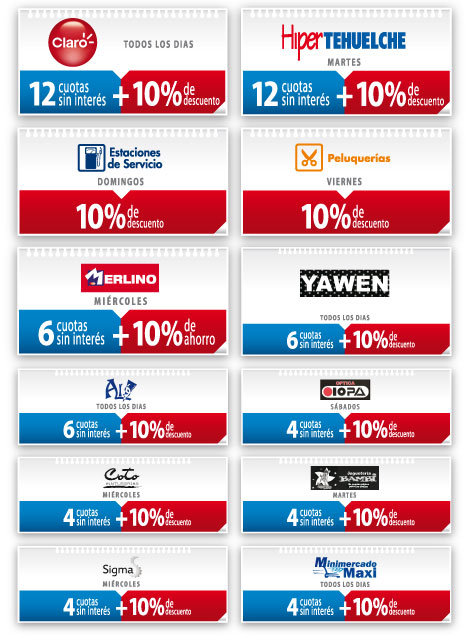 Claro
TODOS LOS DIAS
12 cuotas sin interés + 10% de descuento
HiperTEHUELCHE
MARTES
12 cuotas sin interés + 10% de descuento
Estaciones
de Servicio
DOMINGOS
10% de descuento
Peluquerías
VIERNES
10% de descuento
MERLINO
MIÉRCOLES
6 cuotas sin interés + 10% de ahorro
YAWEN
TODOS LOS DIAS
6 cuotas sin interés + 10% de descuento
TODOS LOS DIAS
6 cuotas sin interés + 10% de descuento
OPTICA
SÁBADOS
4 cuotas sin interés + 10% de descuento
Coto
MIÉRCOLES
4 cuotas sin interés + 10% de descuento
Juguetería
BAMBI
MARTES
4 cuotas sin interés + 10% de descuento
Sigma
MIÉRCOLES
4 cuotas sin interés + 10% de descuento
Minimercado
Maxi
TODOS LOS DIAS
4 cuotas sin interés + 10% de descuento